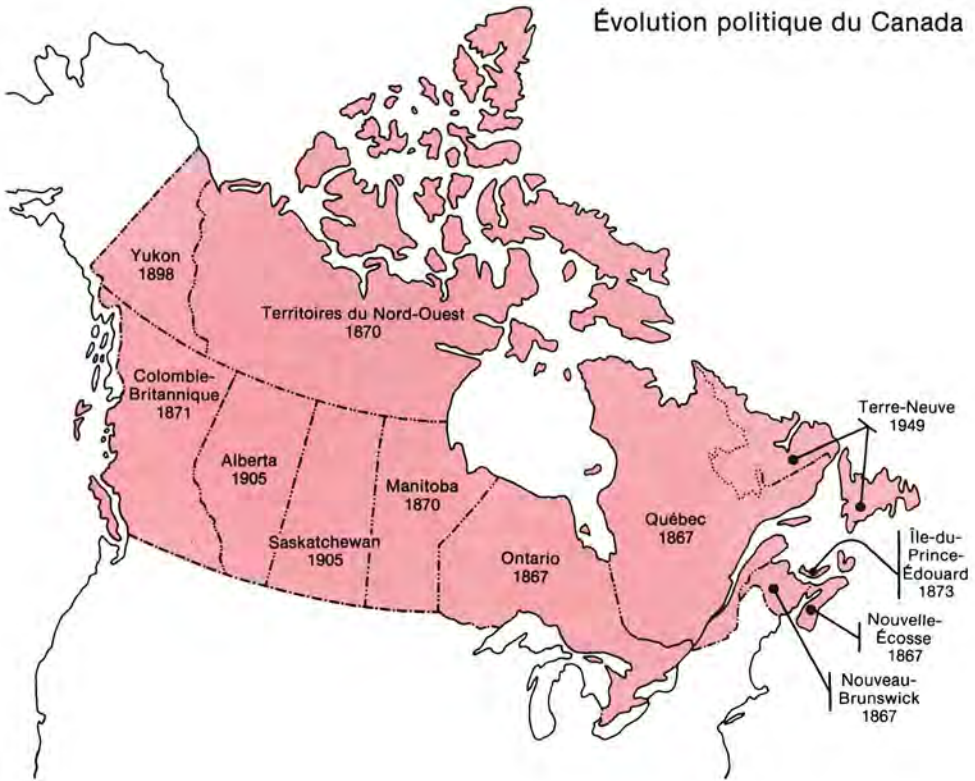 Évolution politique du Canada
Yukon
1898
Territoires du Nord-Ouest
1870
Colombie-
Britannique
1871
Alberta
1905
Saskatchewan
1905
Manitoba
1870
Ontario
1867
Québec
1867
Terre-Neuve
1949
Île-du-
Prince-
Édouard
1873
Nouvelle-
Écosse
1867
Nouveau-
Brunswick
1867